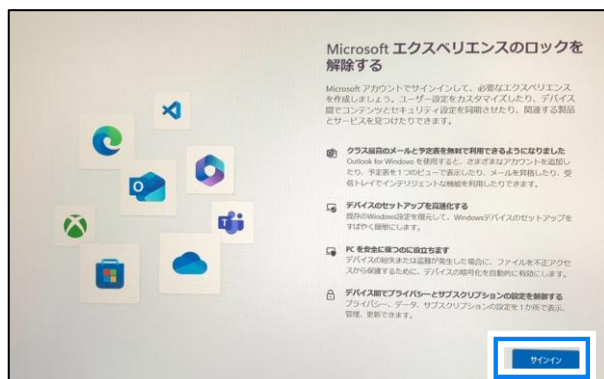 Microsoft エクスペリエンスのロックを
解除する
Microsoft アカウントでサインインして、必要なエクスペリエンス
を作成しましょう。ユーザー設定をカスタマイズしたり、デバイス
間でコンテンツとセキュリティ設定を同期させたり、関連する製品
とサービスを見つけたりできます。
クラス最高のメールと予定表を無料で利用できるようになりました
Outlook for Windows を使用すると、さまざまなアカウントを追加し
たり、予定表を 1 つのビューで表示したり、メールを昇格したり、受
信トレイでインテリジェントな機能を利用したりできます。
デバイスのセットアップを高速化する
既存のWindows設定を復元して、Windowsデバイスのセットアップを
すばやく簡単にします。
PC を安全に保つのに役立ちます
デバイスの紛失または盗難が発生した場合に、ファイルを不正アクセ
スから保護するために、デバイスの暗号化を自動的に有効にします。
デバイス間でプライバシーとサブスクリプションの設定を制御する
プライバシー、データ、サブスクリプションの設定を1か所で表示、
管理、更新できます。
サインイン